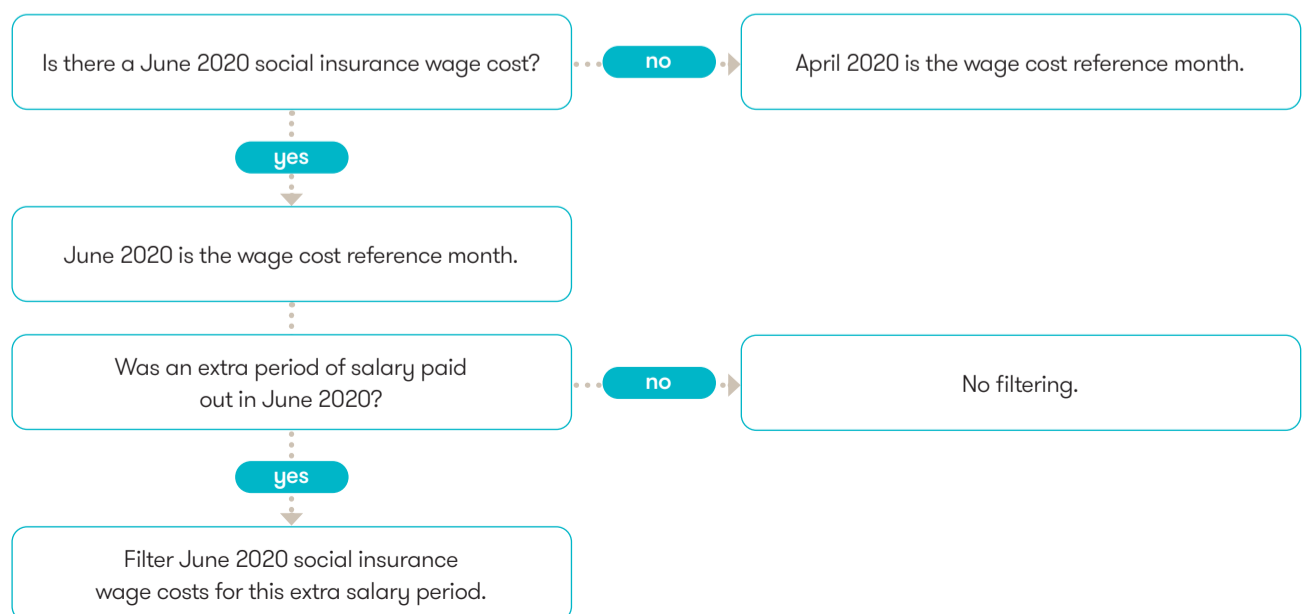 Is there a June 2020 social insurance wage cost?
no
April 2020 is the wage cost reference month.
yes
June 2020 is the wage cost reference month.
Was an extra period of salary paid
out in June 2020?
no
No filtering.
yes
Filter June 2020 social insurance
wage costs for this extra salary period.